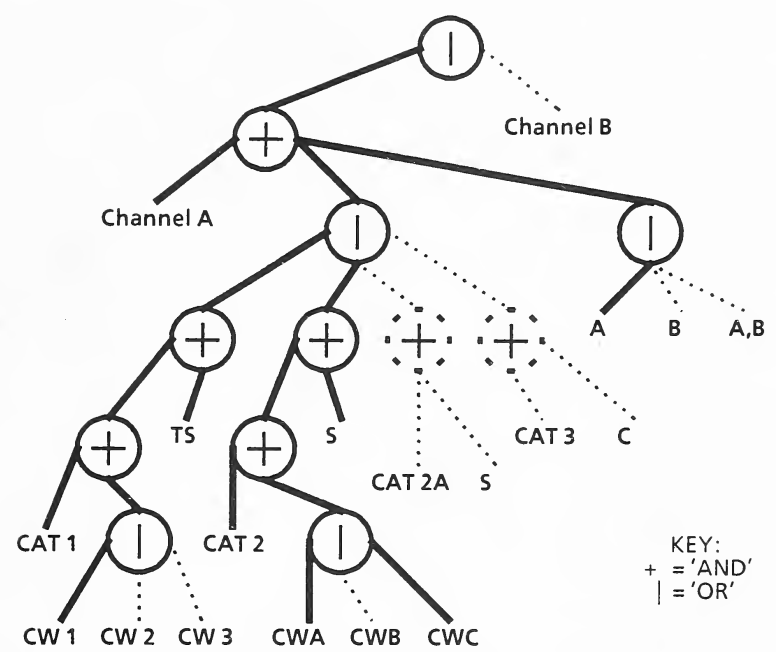 Channel B
Channel A
A B A,B
TS S CAT 3 C
CAT 2A S
CAT 1 CAT 2
KEY:
+ = 'AND'
| = 'OR'
CW 1 CW 2 CW 3 CWA CWB CWC